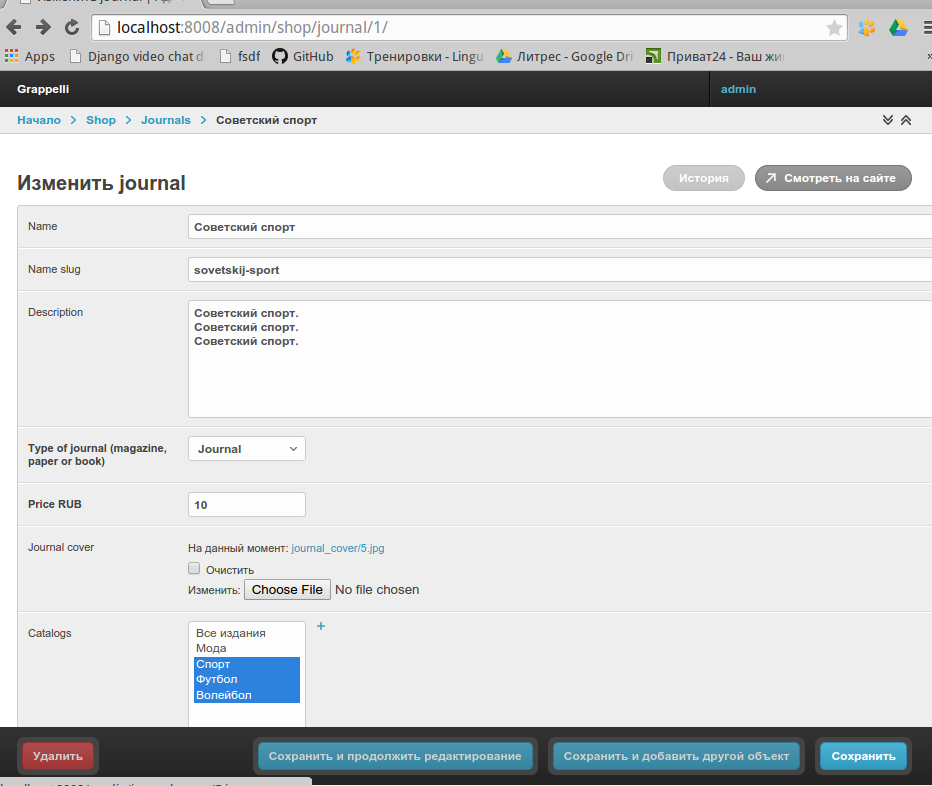 localhost:8008/admin/shop/journal/1/
Apps Django video chat d fsdf GitHub Тренировки - Lingu Литрес - Google Dri Приват24 - Ваш жи
Grappelli admin
Начало Shop Journals Советский спорт
Изменить journal История Смотреть на сайте
Name Советский спорт
Name slug sovetskij-sport
Description Советский спорт.
Советский спорт.
Советский спорт.
Type of journal (magazine,
paper or book) Journal
Price RUB 10
Journal cover На данный момент: journal_cover/5.jpg
Очистить
Изменить: Choose File No file chosen
Catalogs Все издания
Мода
Спорт
Футбол
Волейбол
Удалить Сохранить и продолжить редактирование Сохранить и добавить другой объект Сохранить